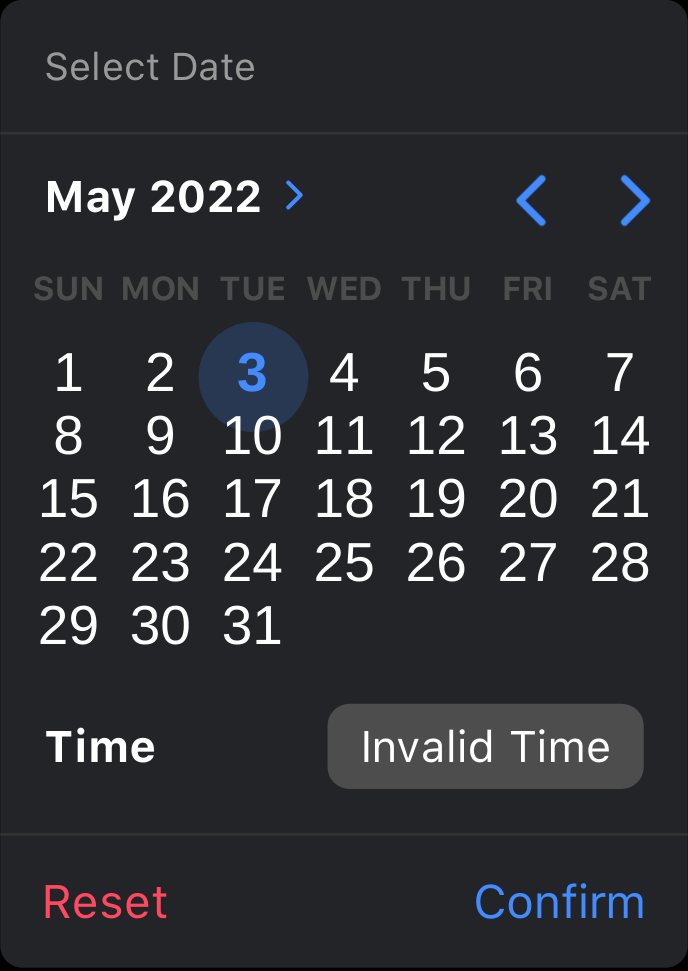 Select Date
May 2022
SUN MON TUE WED THU FRI SAT
1 2 3 4 5 6 7
8 9 10 11 12 13 14
15 16 17 18 19 20 21
22 23 24 25 26 27 28
29 30 31
Time Invalid Time
Reset Confirm